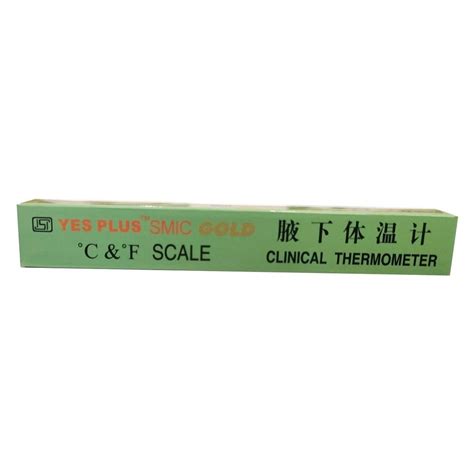 YES PLUS™ SMIC GOLD
°C & °F SCALE
腋下体温计
CLINICAL THERMOMETER